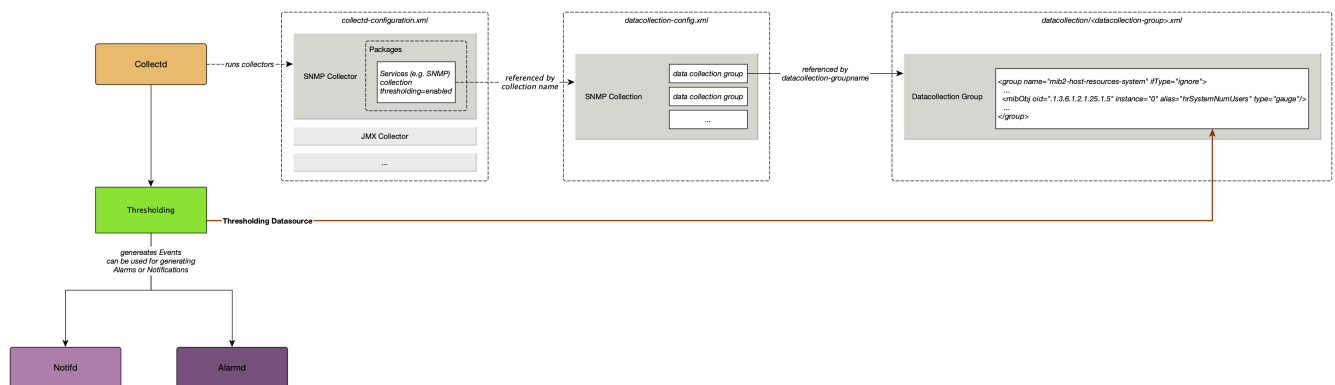 collectd-configuration.xml
datacollection-config.xml
datacollection/<datacollection-group>.xml
Collectd
runs collectors
SNMP Collector
Packages
Services (e.g. SNMP)
collection
thresholding=enabled
JMX Collector
...
referenced by
collection name
SNMP Collection
data collection group
data collection group
...
referenced by
datacollection-groupname
Datacollection Group
<group name="mib2-host-resources-system" ifType="ignore">
...
<mibObj oid=".1.3.6.1.2.1.25.1.5" instance="0" alias="hrSystemNumUsers" type="gauge"/>
...
</group>
Thresholding
Thresholding Datasource
genereates Events
can be used for generating
Alarms or Notifications
Notifd
Alarmd